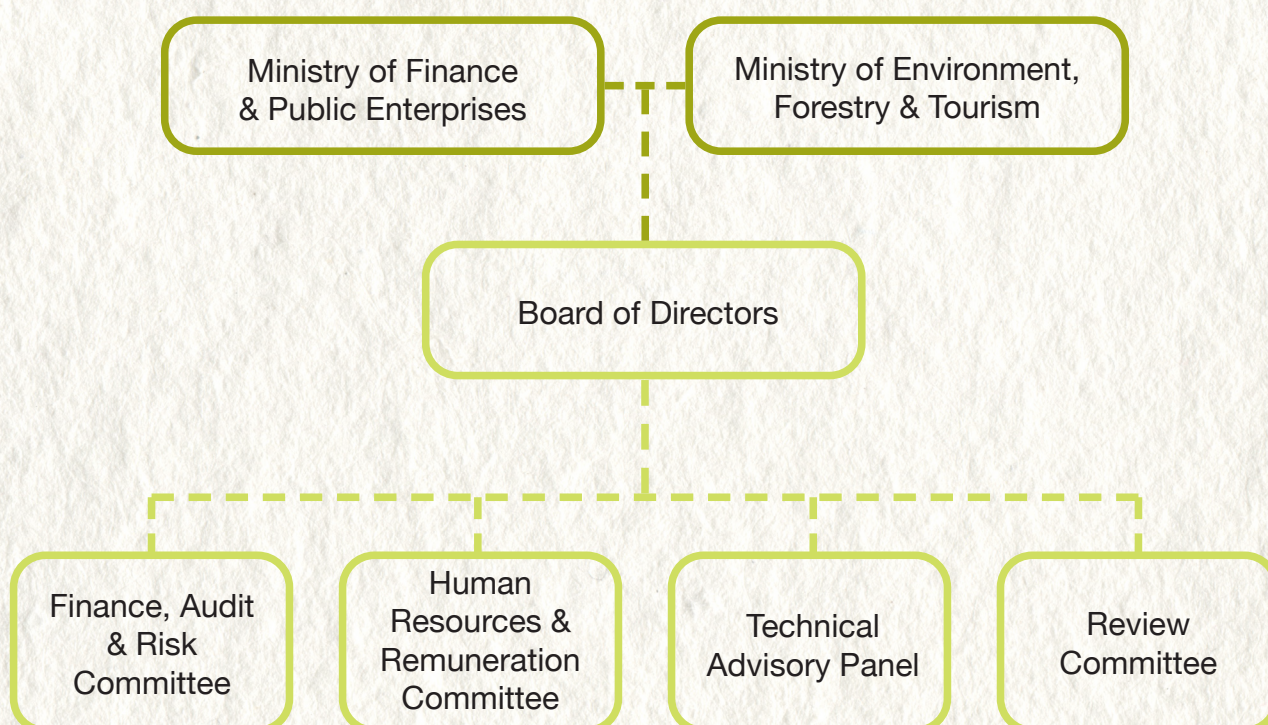 Ministry of Finance
& Public Enterprises
Ministry of Environment,
Forestry & Tourism
Board of Directors
Finance, Audit
& Risk
Committee
Human
Resources &
Remuneration
Committee
Technical
Advisory Panel
Review
Committee